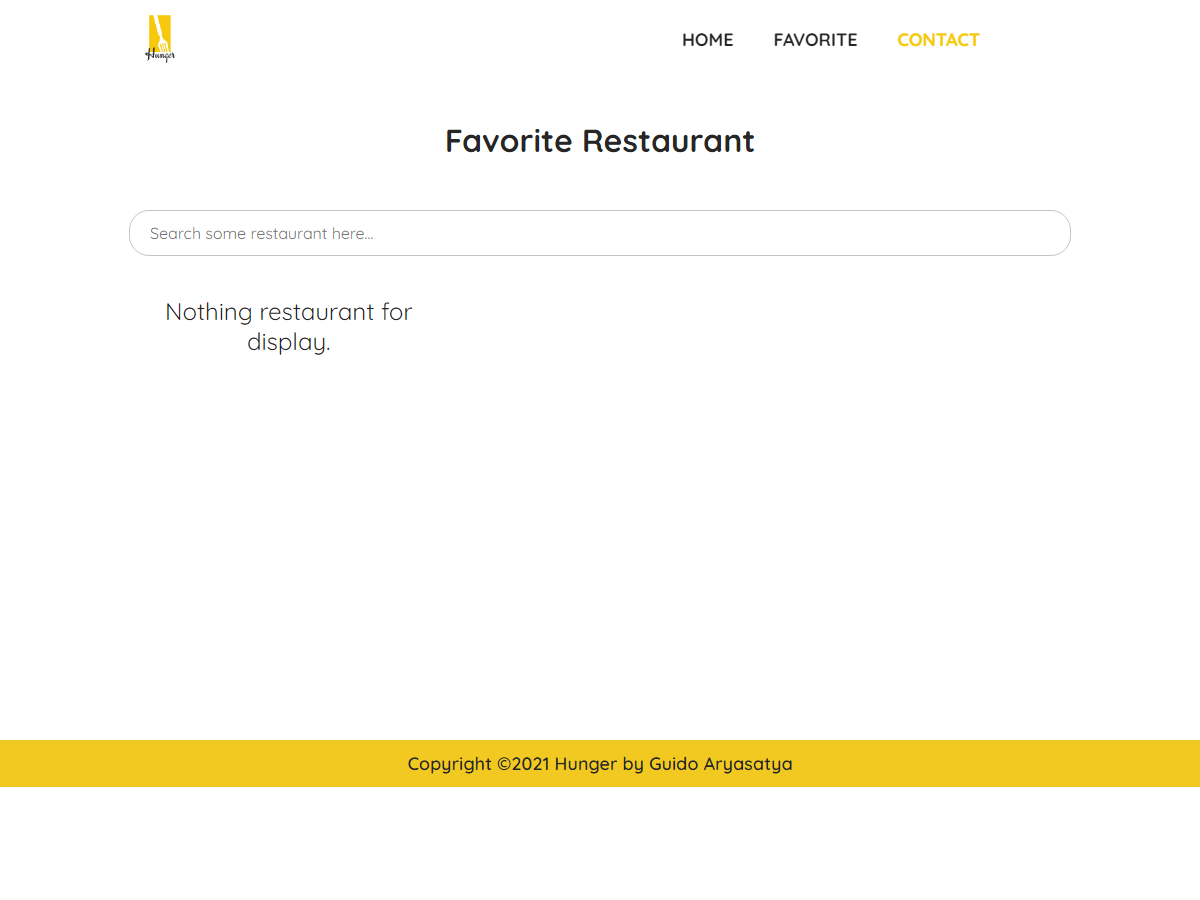 Hunger
HOME FAVORITE CONTACT
Favorite Restaurant
Search some restaurant here...
Nothing restaurant for
display.
Copyright ©2021 Hunger by Guido Aryasatya